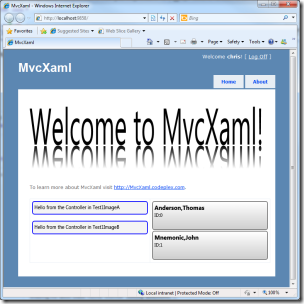 MvcXaml - Windows Internet Explorer
http://localhost:3858/
Bing
Favorites Suggested Sites Web Slice Gallery
MvcXaml
Page Safety Tools
Welcome chris! [ Log Off ]
MvcXaml
Home About
Welcome to MvcXaml!
To learn more about MvcXaml visit http://MvcXaml.codeplex.com.
Hello from the Controller in Test1ImageA
Hello from the Controller in Test1ImageB
Anderson,Thomas
ID:0
Mnemonic,John
ID:1
Local intranet | Protected Mode: Off
100%